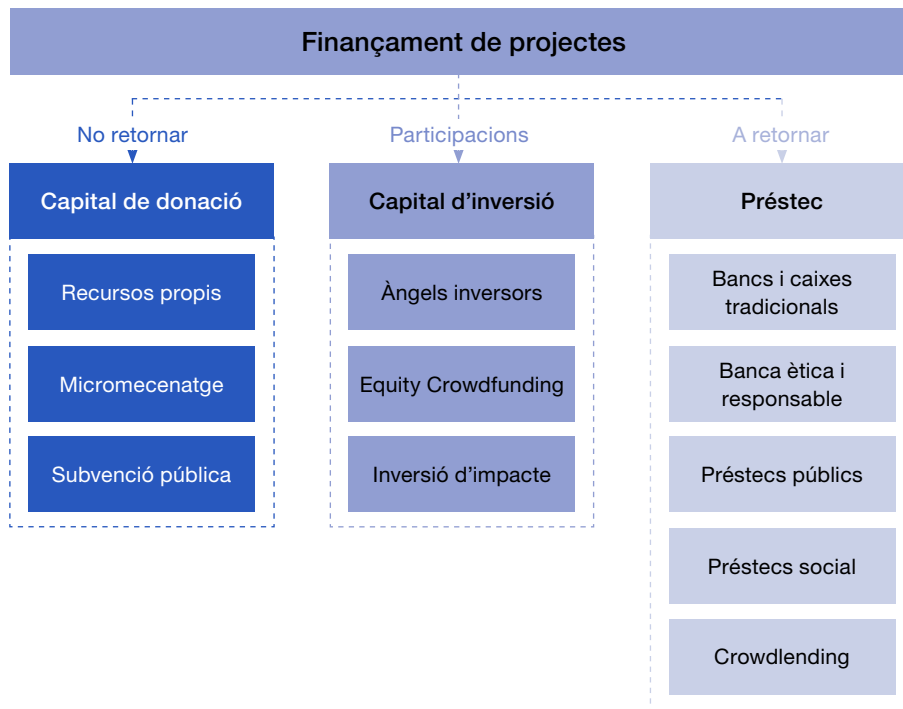 Finançament de projectes
No retornar
Participacions
A retornar
Capital de donació
Capital d’inversió
Préstec
Recursos propis
Micromecenatge
Subvenció pública
Àngels inversors
Equity Crowdfunding
Inversió d’impacte
Bancs i caixes
tradicionals
Banca ètica i
responsable
Préstecs públics
Préstecs social
Crowdlending